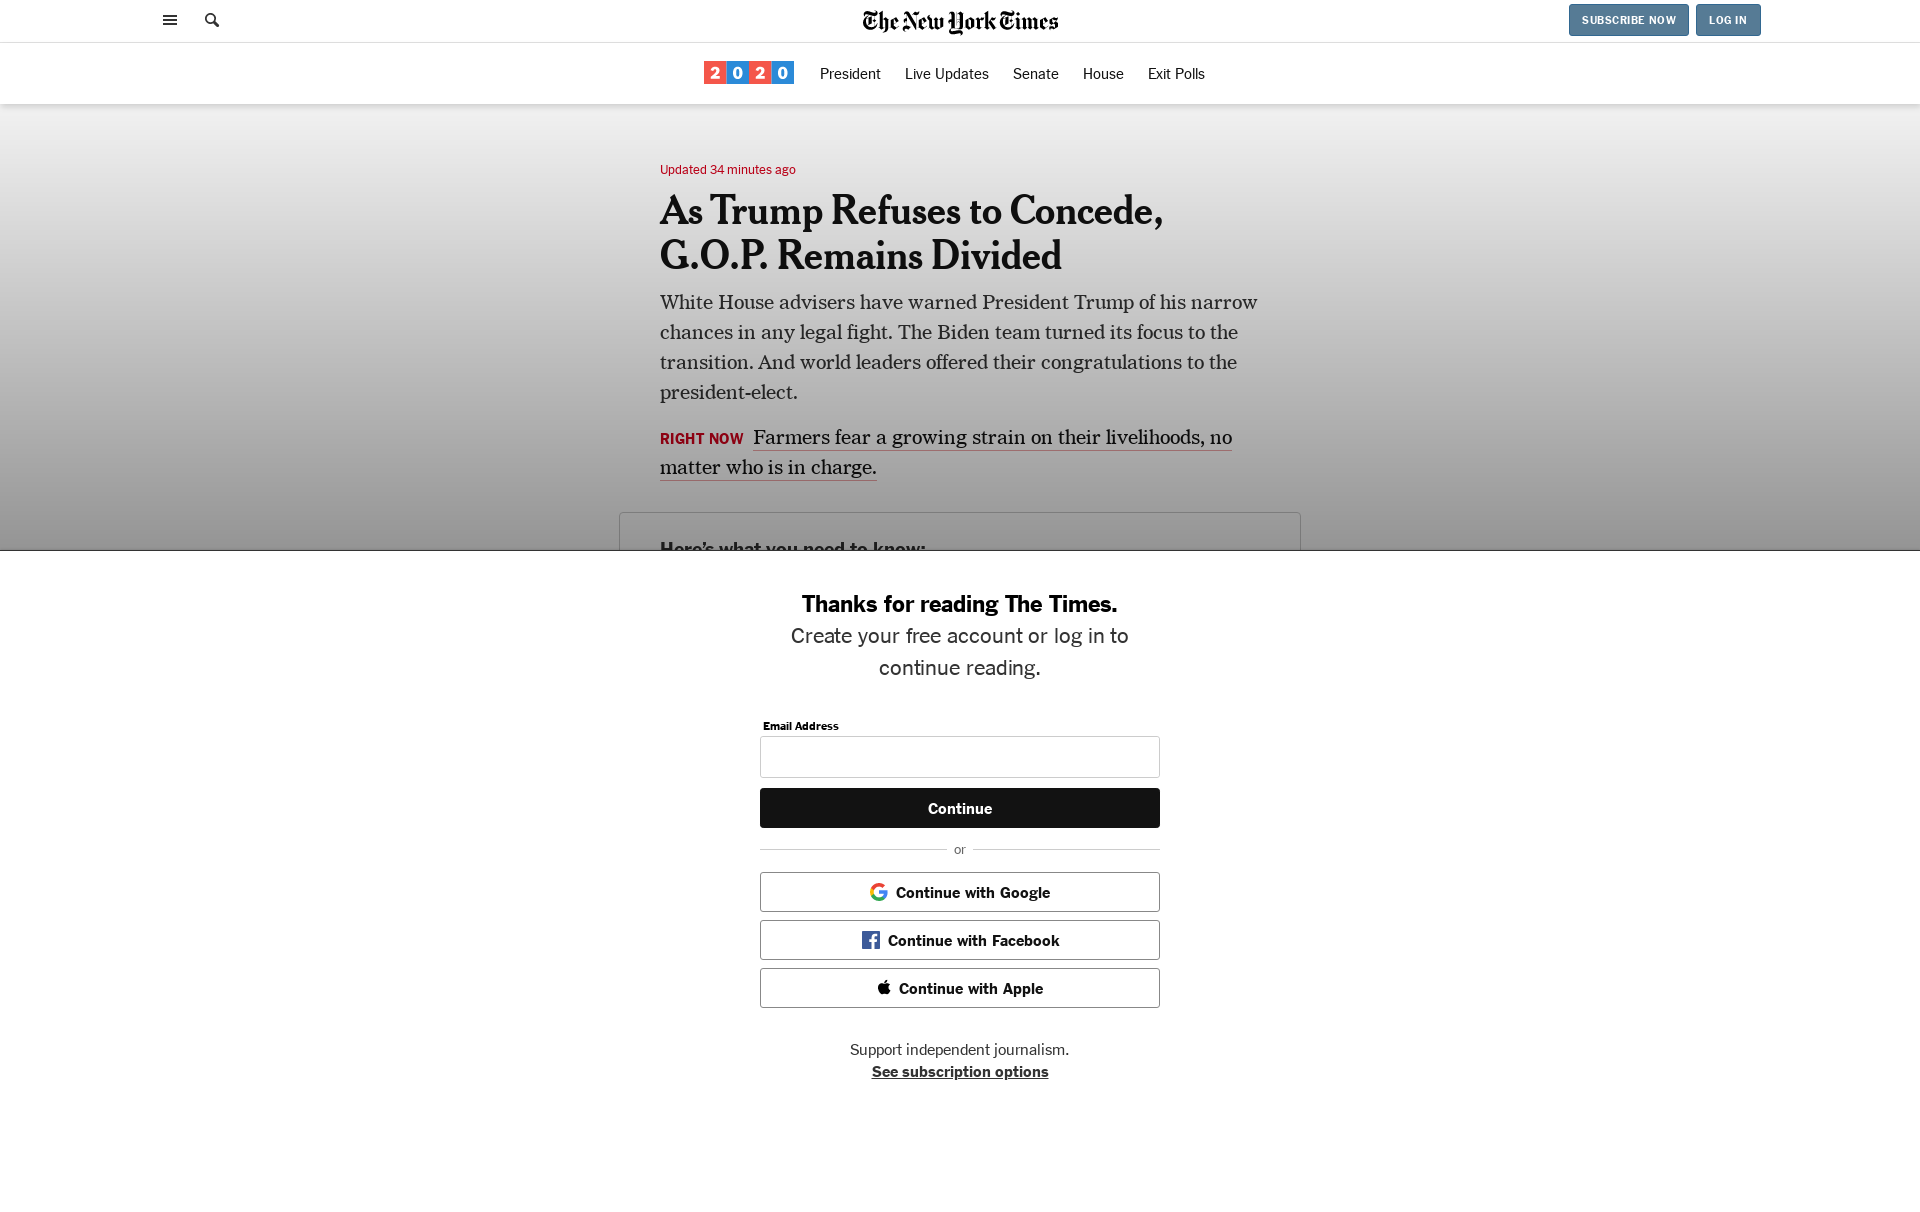 The New York Times
SUBSCRIBE NOW
LOG IN
2020
President
Live Updates
Senate
House
Exit Polls
Updated 34 minutes ago
As Trump Refuses to Concede,
G.O.P. Remains Divided
White House advisers have warned President Trump of his narrow
chances in any legal fight. The Biden team turned its focus to the
transition. And world leaders offered their congratulations to the
president-elect.
RIGHT NOW Farmers fear a growing strain on their livelihoods, no
matter who is in charge.
Here's what you need to know:
Thanks for reading The Times.
Create your free account or log in to
continue reading.
Email Address
Continue
or
Continue with Google
Continue with Facebook
Continue with Apple
Support independent journalism.
See subscription options